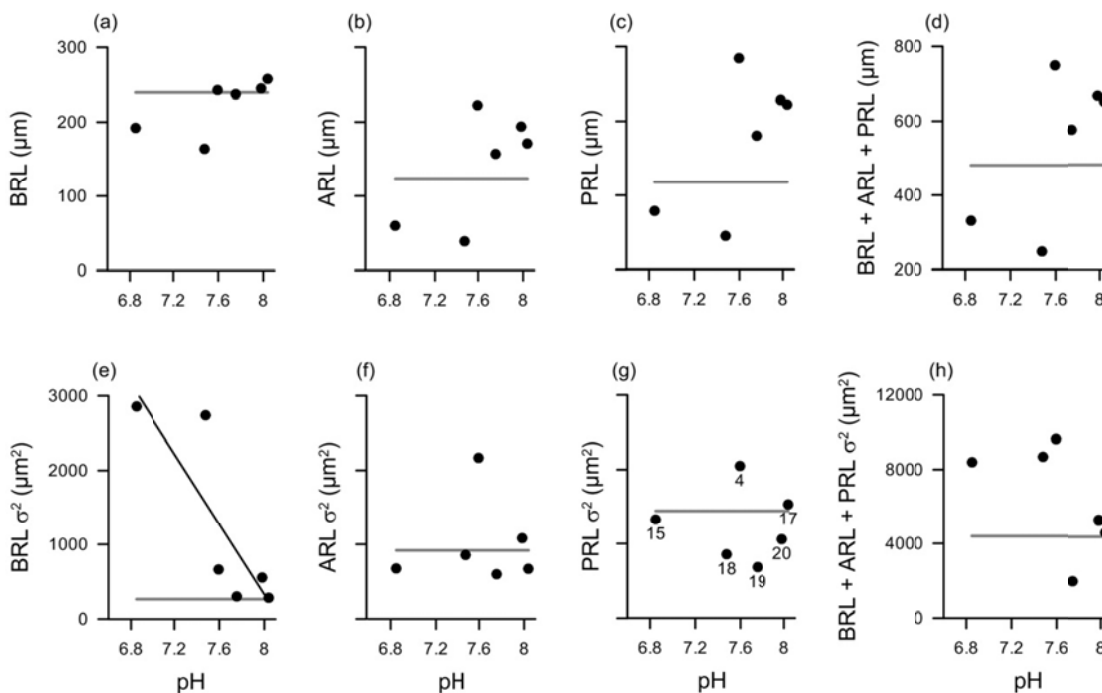 (a) (b) (c) (d)
BRL (µm)
300
200
100
0
6.8 7.2 7.6 8
ARL (µm)
6.8 7.2 7.6 8
PRL (µm)
6.8 7.2 7.6 8
BRL + ARL + PRL (µm)
800
600
400
200
6.8 7.2 7.6 8
(e) (f) (g) (h)
BRL σ² (µm²)
3000
2000
1000
0
6.8 7.2 7.6 8
pH
ARL σ² (µm²)
6.8 7.2 7.6 8
pH
PRL σ² (µm²)
4
15
17
18
20
19
6.8 7.2 7.6 8
pH
BRL + ARL + PRL σ² (µm²)
12000
8000
4000
0
6.8 7.2 7.6 8
pH